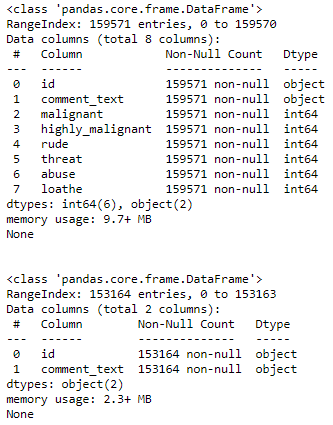 <class 'pandas.core.frame.DataFrame'>
RangeIndex: 159571 entries, 0 to 159570
Data columns (total 8 columns):
 #   Column            Non-Null Count   Dtype
---  ------            --------------   -----
 0   id                159571 non-null  object
 1   comment_text      159571 non-null  object
 2   malignant         159571 non-null  int64
 3   highly_malignant  159571 non-null  int64
 4   rude              159571 non-null  int64
 5   threat            159571 non-null  int64
 6   abuse             159571 non-null  int64
 7   loathe            159571 non-null  int64
dtypes: int64(6), object(2)
memory usage: 9.7+ MB
None
<class 'pandas.core.frame.DataFrame'>
RangeIndex: 153164 entries, 0 to 153163
Data columns (total 2 columns):
 #   Column        Non-Null Count   Dtype
---  ------        --------------   -----
 0   id            153164 non-null  object
 1   comment_text  153164 non-null  object
dtypes: object(2)
memory usage: 2.3+ MB
None